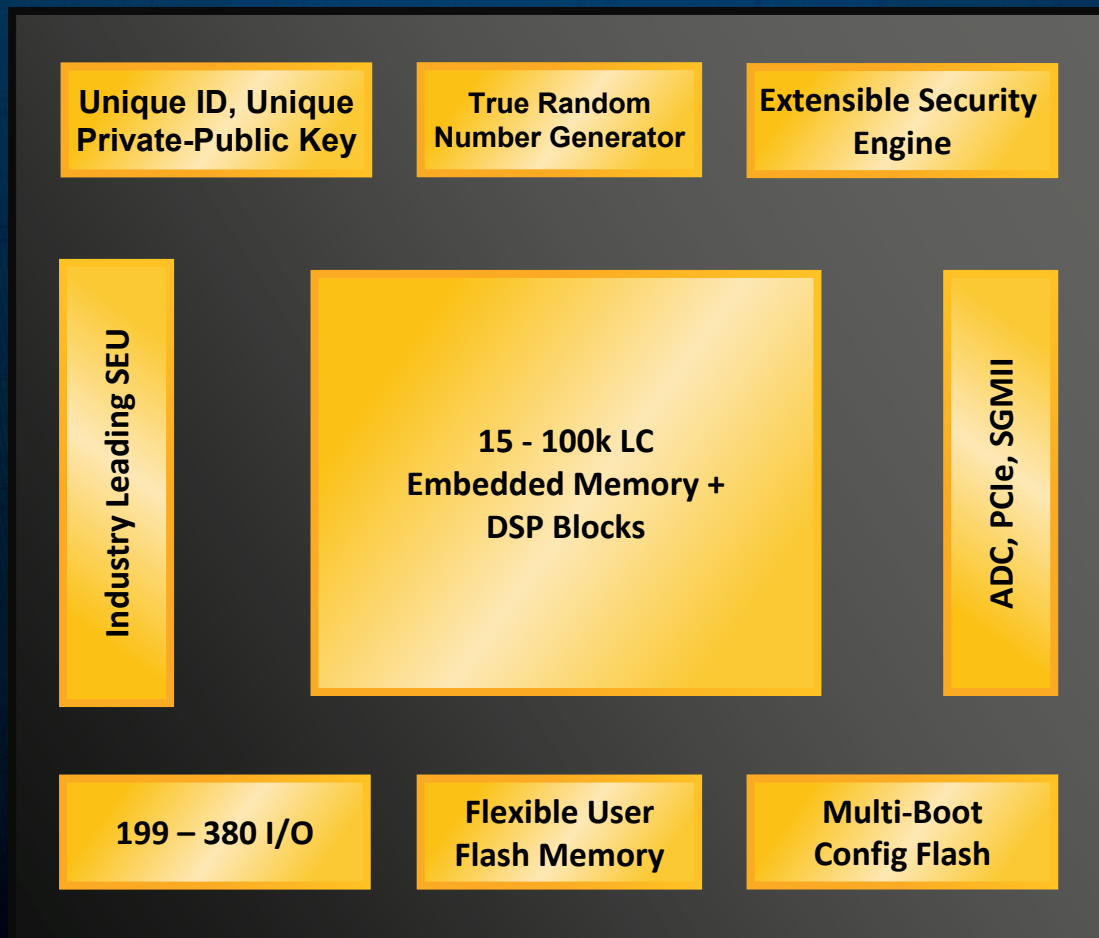 Unique ID, Unique
Private-Public Key
True Random
Number Generator
Extensible Security
Engine
Industry Leading SEU
15 - 100k LC
Embedded Memory +
DSP Blocks
ADC, PCIe, SGMII
199 – 380 I/O
Flexible User
Flash Memory
Multi-Boot
Config Flash